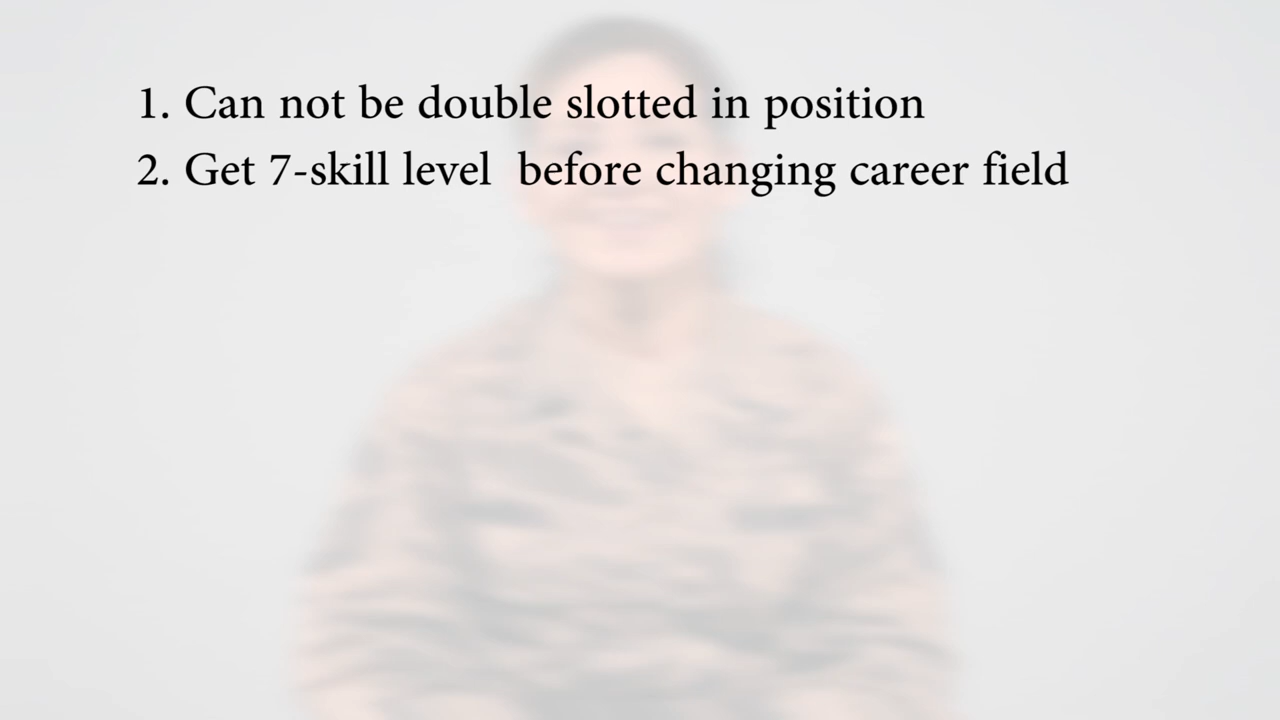 1. Can not be double slotted in position
2. Get 7-skill level  before changing career field